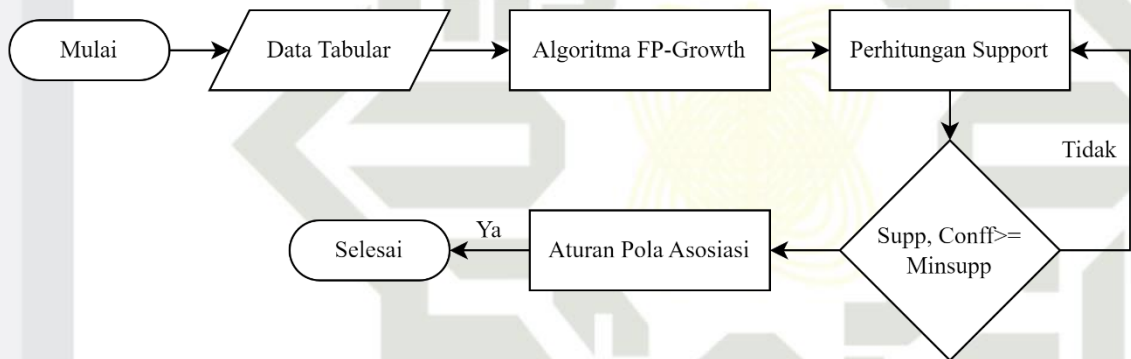 Mulai
Data Tabular
Algoritma FP-Growth
Perhitungan Support
Tidak
Supp, Conff>=
Minsupp
Aturan Pola Asosiasi
Ya
Selesai